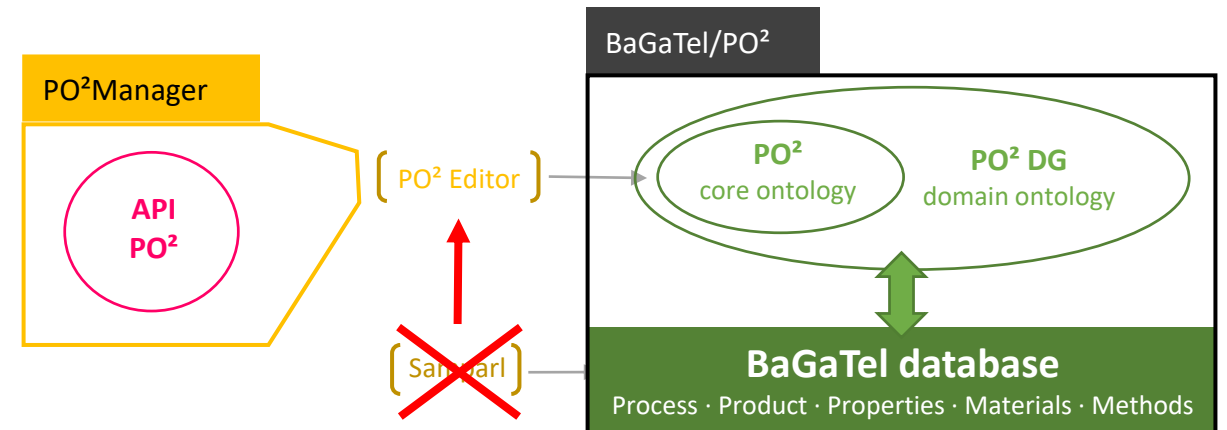 BaGaTel/PO²
PO²Manager
API
PO²
PO² Editor
PO²
core ontology
PO² DG
domain ontology
BaGaTel database
Process · Product · Properties · Materials · Methods